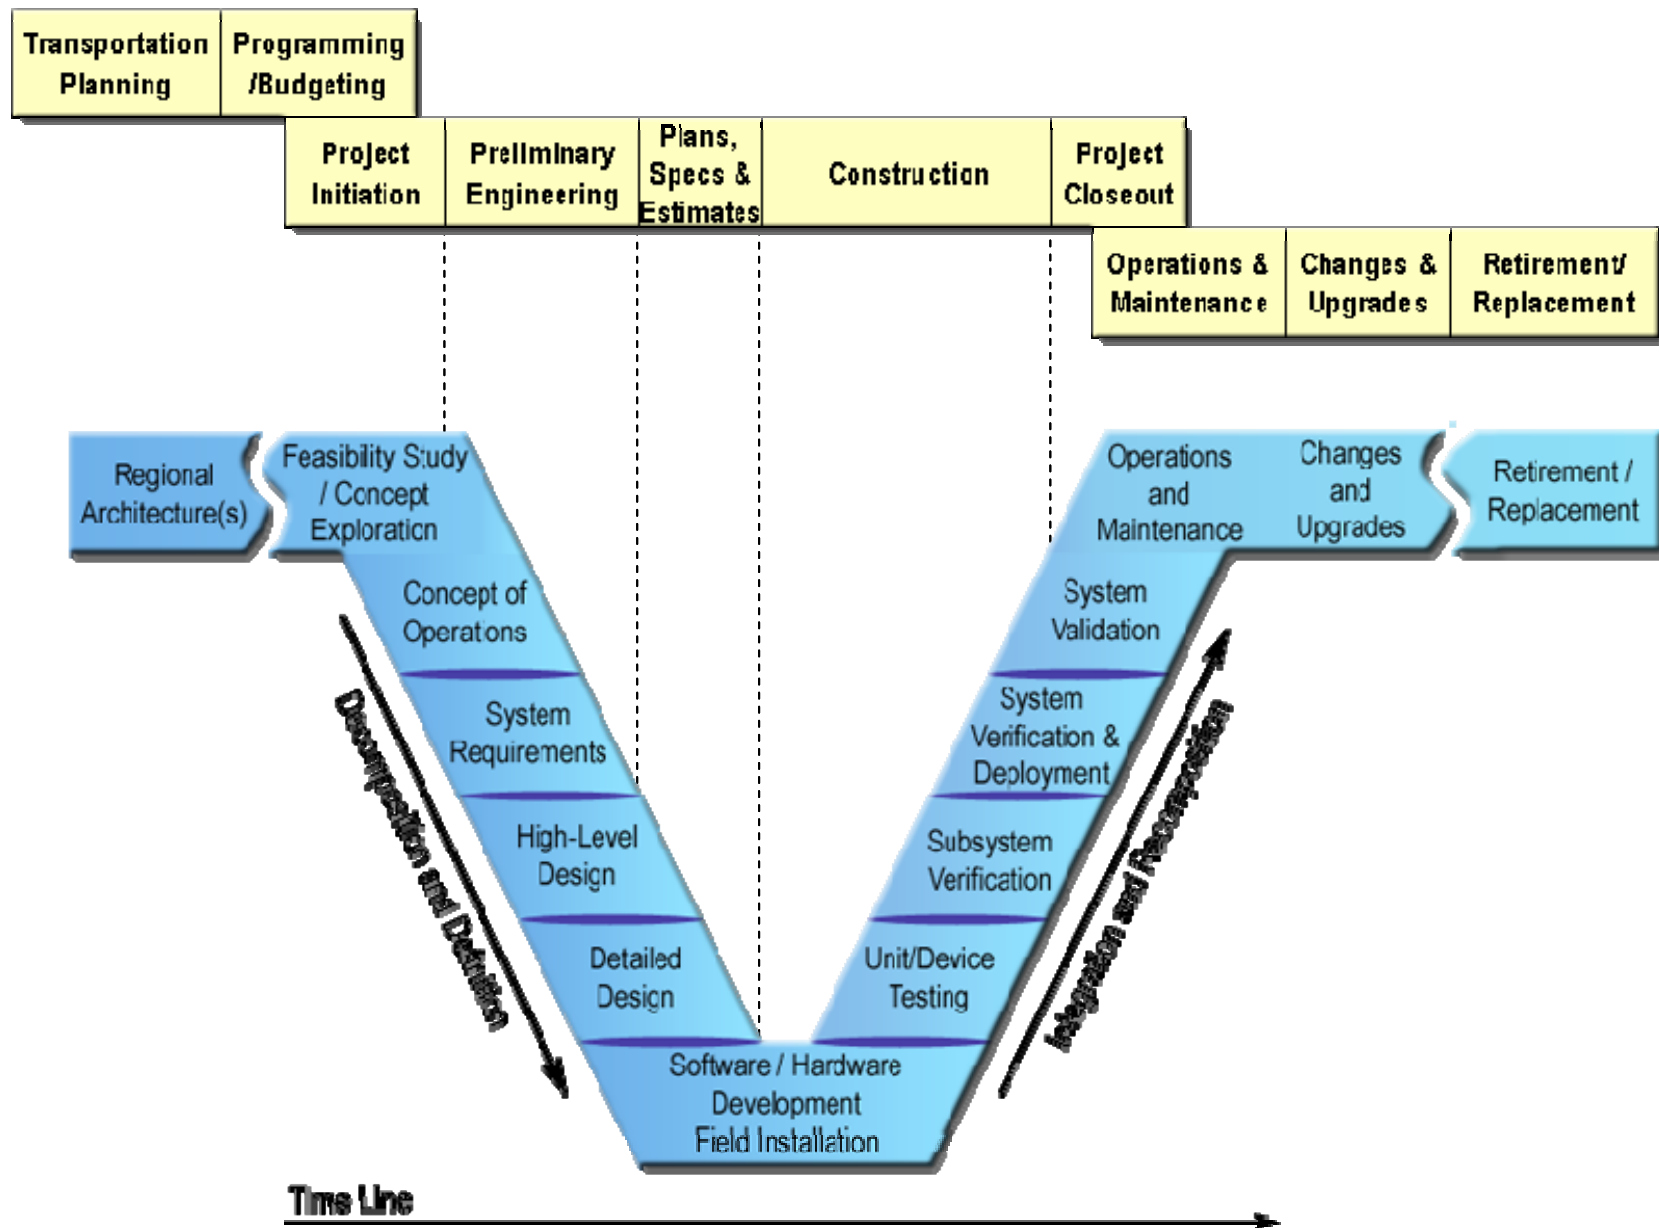 Transportation
Planning
Programming
/Budgeting
Project
Initiation
Preliminary
Engineering
Plans,
Specs &
Estimates
Construction
Project
Closeout
Operations &
Maintenance
Changes &
Upgrades
Retirement/
Replacement
Regional
Architecture(s)
Feasibility Study
/ Concept
Exploration
Concept of
Operations
System
Requirements
High-Level
Design
Detailed
Design
Software / Hardware
Development
Field Installation
Unit/Device
Testing
Subsystem
Verification
System
Verification &
Deployment
System
Validation
Operations
and
Maintenance
Changes
and
Upgrades
Retirement /
Replacement
Decomposition and Definition
Integration and Recomposition
Time Line